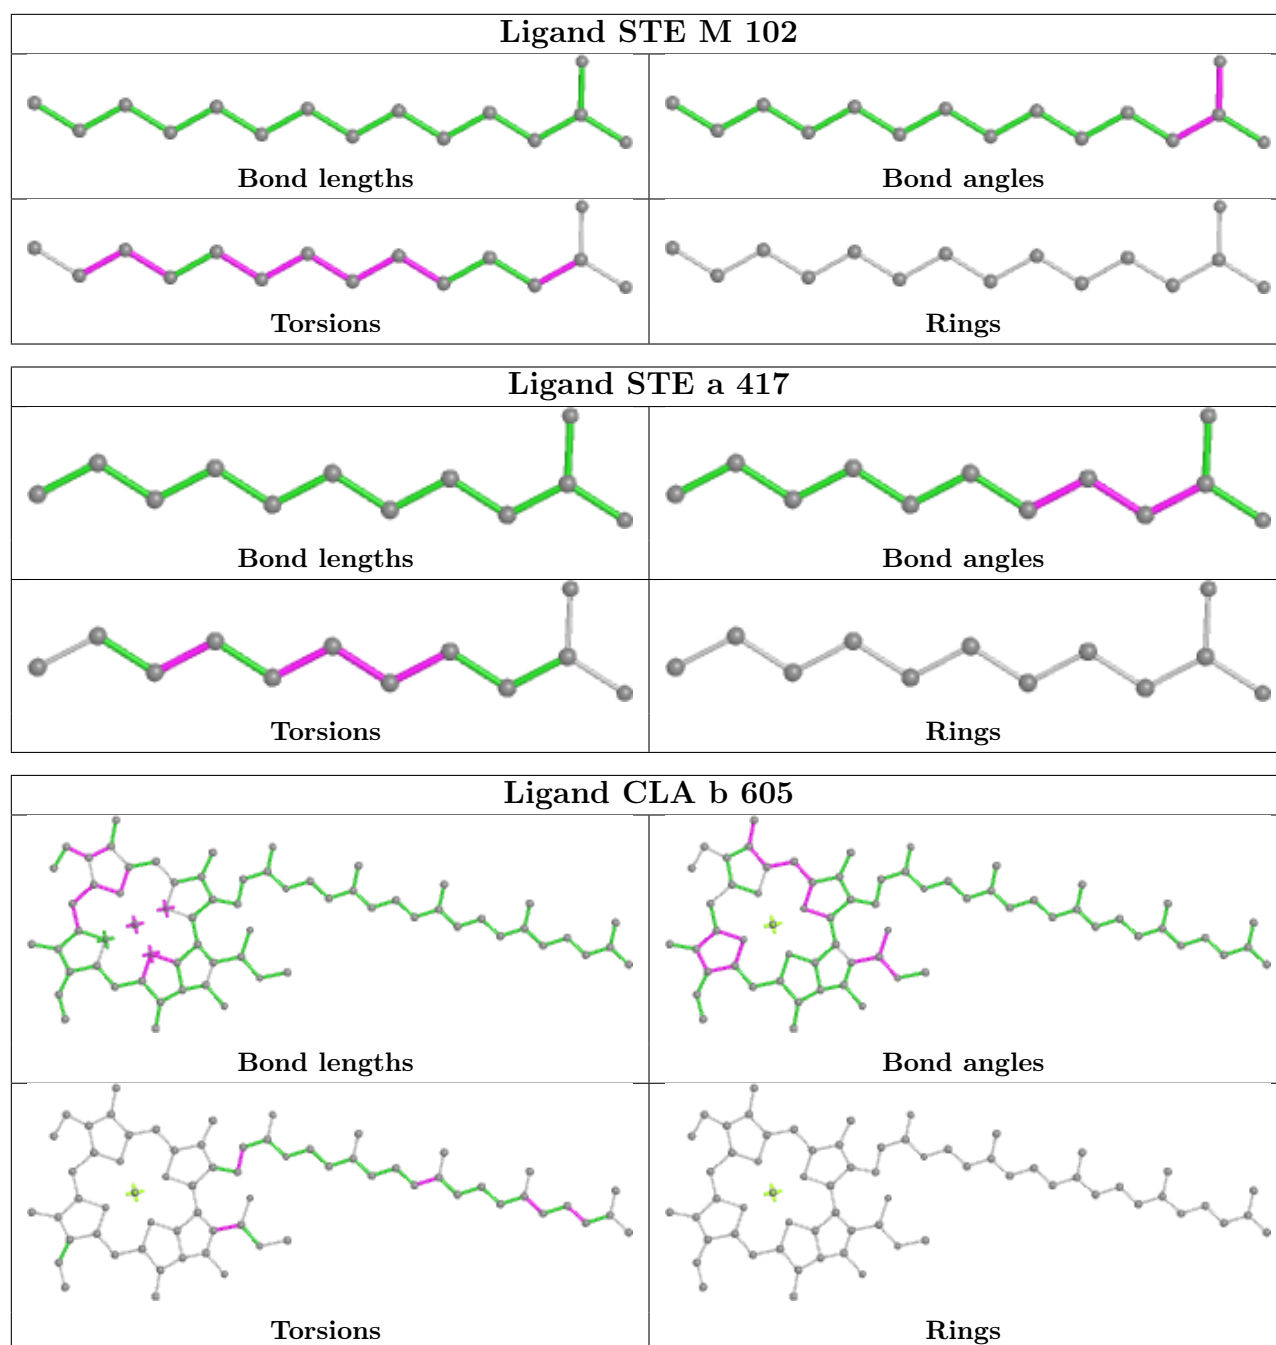 Ligand STE M 102
Bond lengths
Bond angles
Torsions
Rings
Ligand STE a 417
Bond lengths
Bond angles
Torsions
Rings
Ligand CLA b 605
Bond lengths
Bond angles
Torsions
Rings